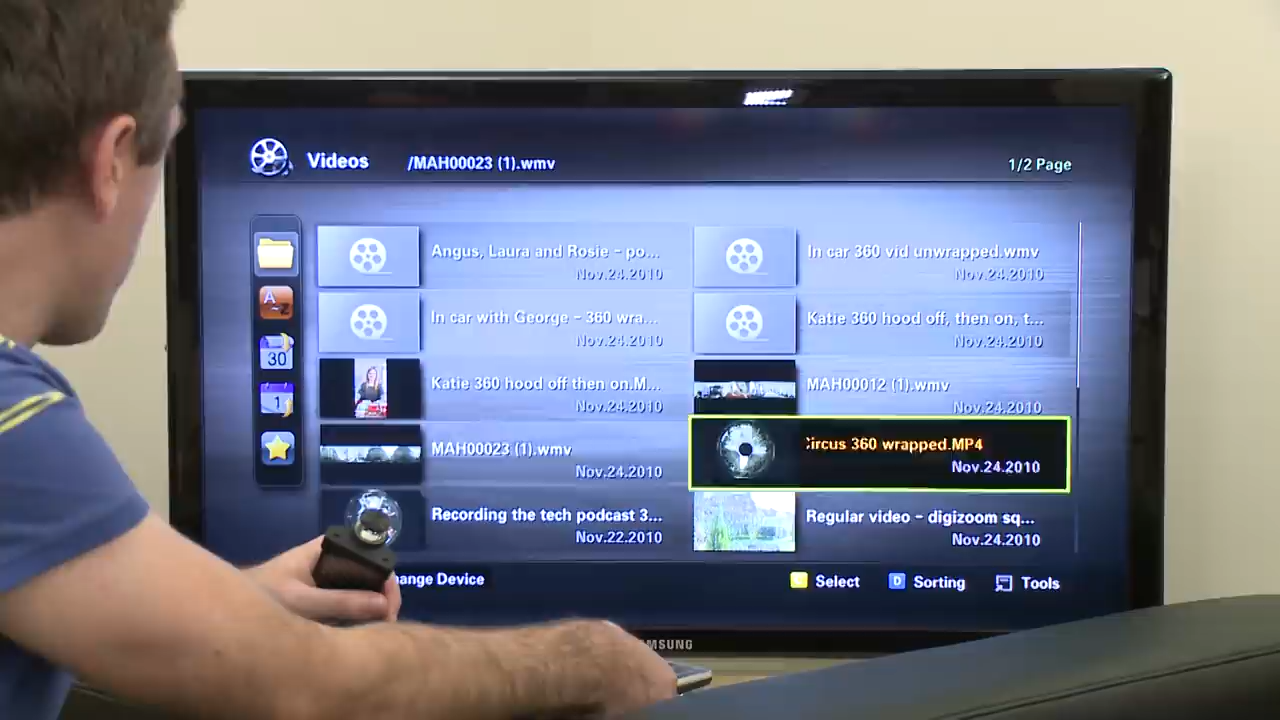 Videos /MAH00023 (1).wmv 1/2 Page
Angus, Laura and Rosie - po...
Nov.24.2010
In car 360 vid unwrapped.wmv
Nov.24.2010
In car with George - 360 wra...
Nov.24.2010
Katie 360 hood off, then on, t...
Nov.24.2010
Katie 360 hood off then on.M...
Nov.24.2010
MAH00012 (1).wmv
Nov.24.2010
MAH00023 (1).wmv
Nov.24.2010
360 wrapped.MP4
Nov.24.2010
Recording the tech podcast 3...
Nov.22.2010
Regular video - digizoom sq...
Nov.24.2010
A
Z
30
1
Device
Select
D Sorting
Tools